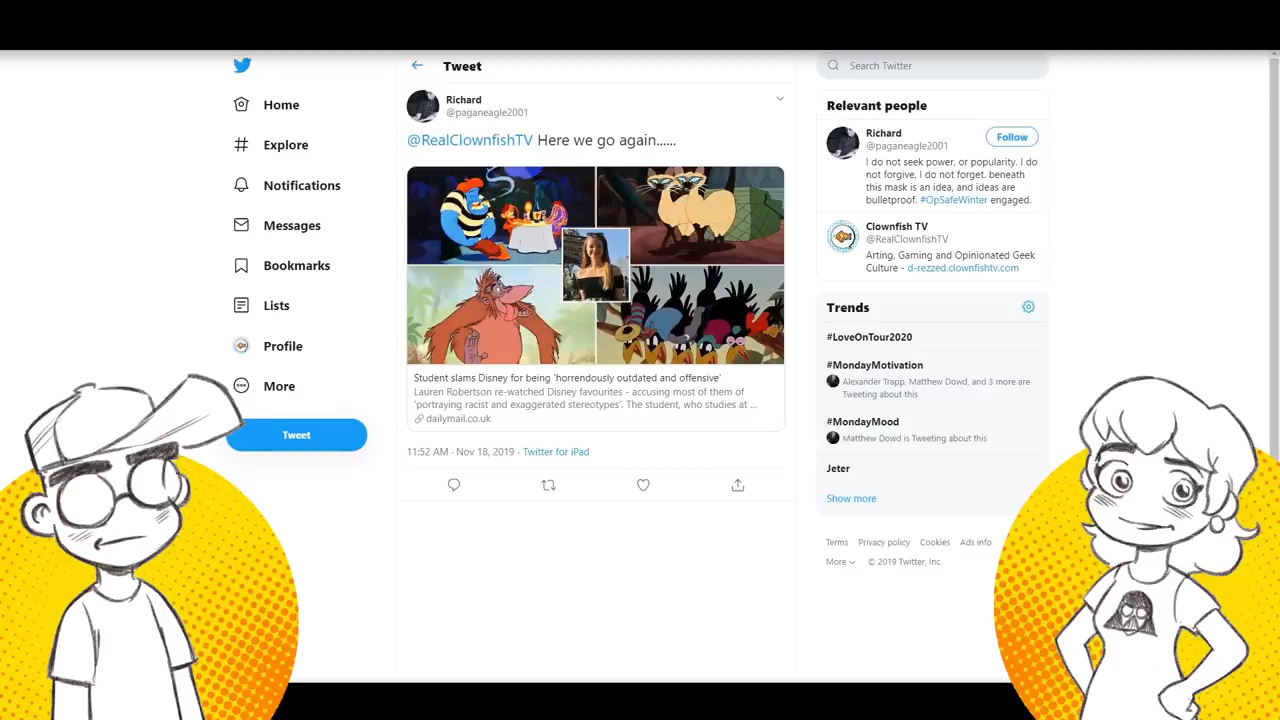 Home
Explore
Notifications
Messages
Bookmarks
Lists
Profile
More
Tweet
Tweet
Richard
@paganeagle2001
@RealClownfishTV Here we go again......
Student slams Disney for being 'horrendously outdated and offensive'
Lauren Robertson re-watched Disney favourites - accusing most of them of
'portraying racist and exaggerated stereotypes'. The student, who studies at ...
dailymail.co.uk
11:52 AM · Nov 18, 2019 · Twitter for iPad
Search Twitter
Relevant people
Richard
@paganeagle2001
Follow
I do not seek power, or popularity. I do
not forgive, I do not forget. beneath
this mask is an idea, and ideas are
bulletproof. #OpSafeWinter engaged.
Clownfish TV
@RealClownfishTV
Arting, Gaming and Opinionated Geek
Culture - d-rezzed.clownfishtv.com
Trends
#LoveOnTour2020
#MondayMotivation
Alexander Trapp, Matthew Dowd, and 3 more are
Tweeting about this
#MondayMood
Matthew Dowd is Tweeting about this
Jeter
Show more
Terms Privacy policy Cookies Ads info
More © 2019 Twitter, Inc.